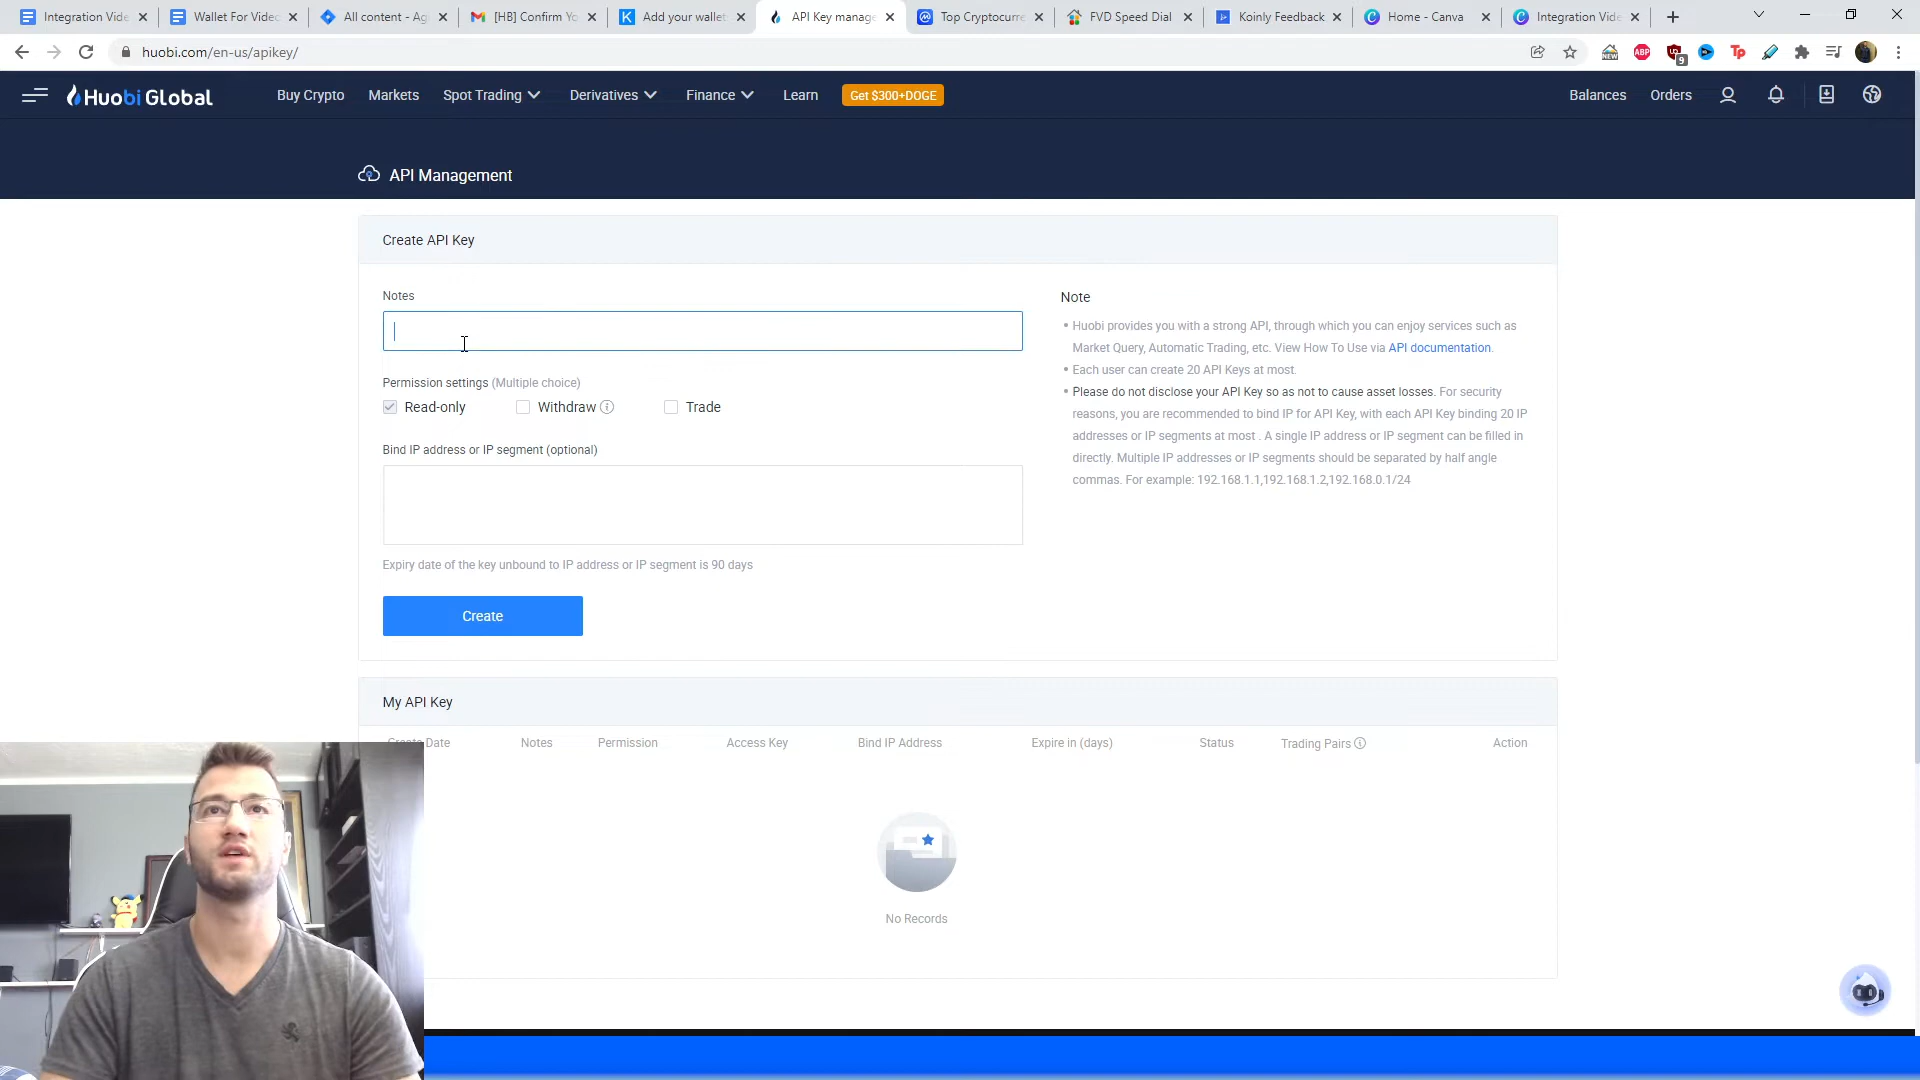 Integration Vide
Wallet For Video
All content - Ag
[HB] Confirm Yo
Add your wallet
API Key manage
Top Cryptocurre
FVD Speed Dial
Koinly Feedback
Home - Canva
Integration Vide
huobi.com/en-us/apikey/
NEW
ABP
9
Tp
Huobi Global
Buy Crypto
Markets
Spot Trading
Derivatives
Finance
Learn
Get $300+DOGE
Balances
Orders
API Management
Create API Key
Notes
Permission settings (Multiple choice)
Read-only
Withdraw
Trade
Bind IP address or IP segment (optional)
Expiry date of the key unbound to IP address or IP segment is 90 days
Create
Note
• Huobi provides you with a strong API, through which you can enjoy services such as
Market Query, Automatic Trading, etc. View How To Use via API documentation.
• Each user can create 20 API Keys at most.
• Please do not disclose your API Key so as not to cause asset losses. For security
reasons, you are recommended to bind IP for API Key, with each API Key binding 20 IP
addresses or IP segments at most . A single IP address or IP segment can be filled in
directly. Multiple IP addresses or IP segments should be separated by half angle
commas. For example: 192.168.1.1,192.168.1.2,192.168.0.1/24
My API Key
Create Date
Notes
Permission
Access Key
Bind IP Address
Expire in (days)
Status
Trading Pairs
Action
No Records